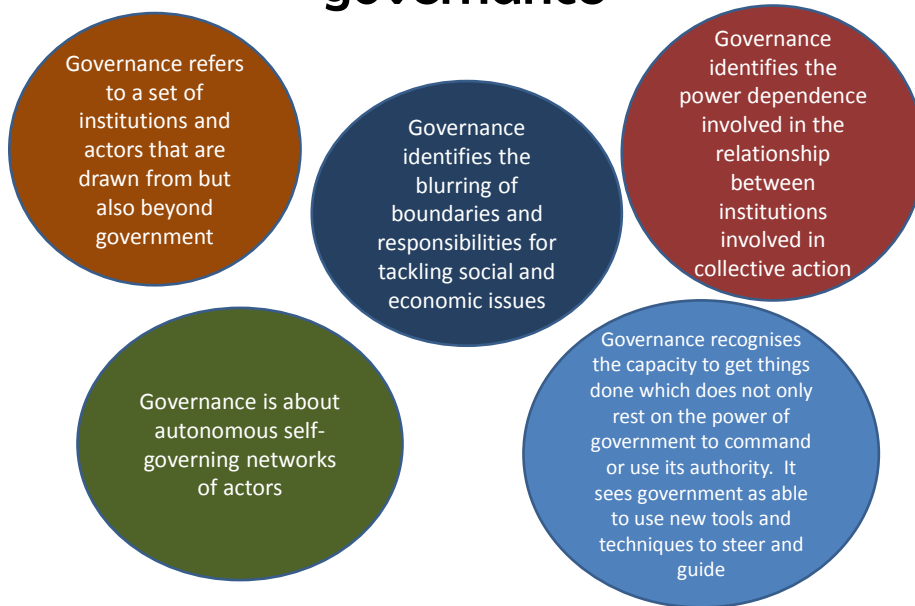 governance
Governance refers
to a set of
institutions and
actors that are
drawn from but
also beyond
government
Governance
identifies the
blurring of
boundaries and
responsibilities for
tackling social and
economic issues
Governance
identifies the
power dependence
involved in the
relationship
between
institutions
involved in
collective action
Governance is about
autonomous self-
governing networks
of actors
Governance recognises
the capacity to get things
done which does not only
rest on the power of
government to command
or use its authority.  It
sees government as able
to use new tools and
techniques to steer and
guide